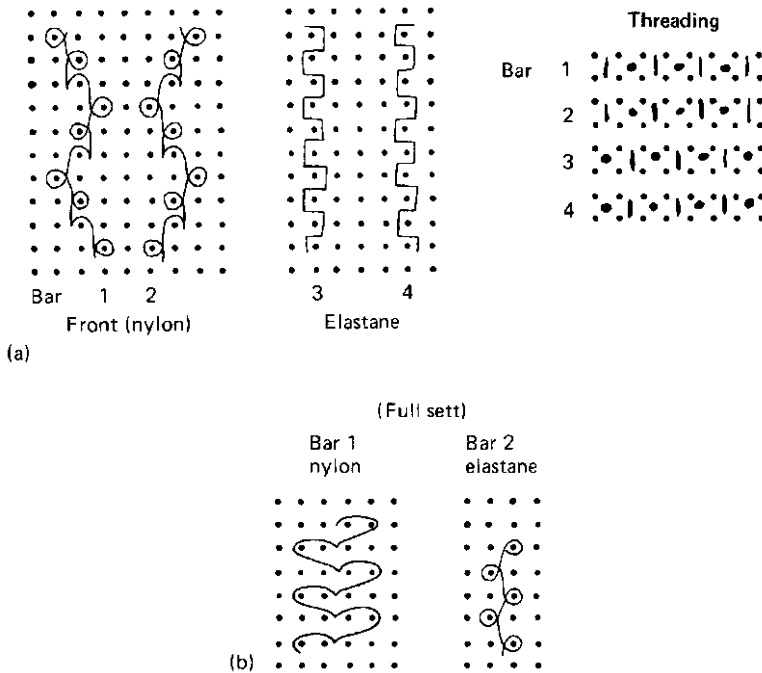 Threading
Bar 1
2
3
4
Bar 1 2 3 4
Front (nylon) Elastane
(a)
(Full sett)
Bar 1 Bar 2
nylon elastane
(b)